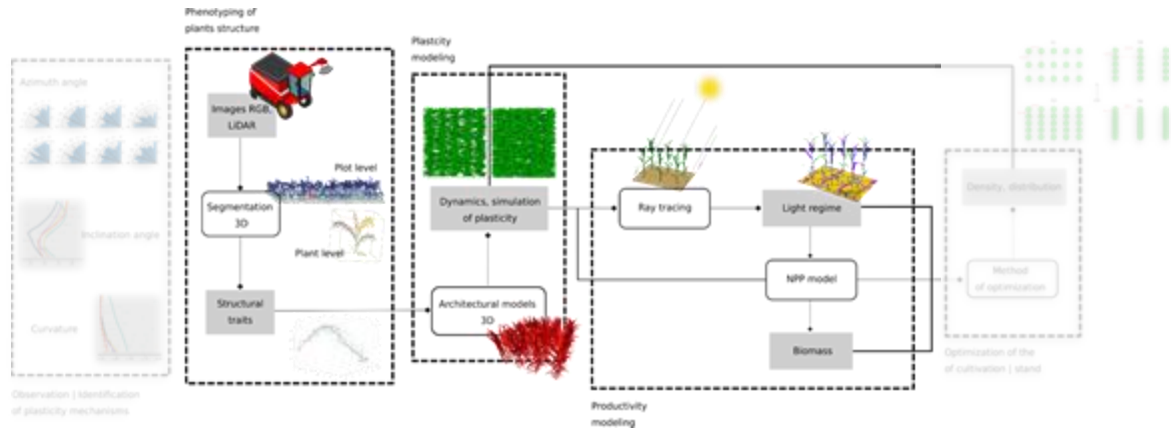 Phenotyping of
plants structure
Plastcity
modeling
Azimuth angle
Images RGB,
LiDAR
Plot level
Segmentation
3D
Dynamics, simulation
of plasticity
Ray tracing
Light regime
Density, distribution
Inclination angle
Plant level
NPP model
Method
of optimization
Structural
traits
Architectural models
3D
Curvature
Biomass
Optimization of the
cultivation | stand
Observation | Identification
of plasticity mechanisms
Productivity
modeling